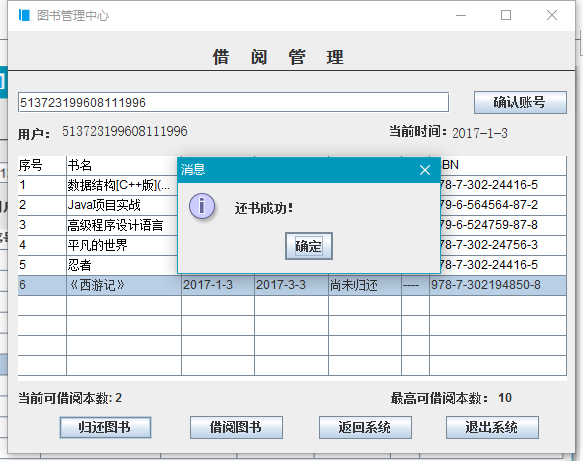 图书管理中心
借 阅 管 理
513723199608111996 确认账号
用户: 513723199608111996 当前时间: 2017-1-3
序号 书名 BN
消息
1 数据结构[C++版](... 78-7-302-24416-5
2 Java项目实战 79-6-564564-87-2
还书成功!
3 高级程序设计语言 79-6-524759-87-8
4 平凡的世界 78-7-302-24756-3
确定
5 忍者 78-7-302-24416-5
6 《西游记》 2017-1-3 2017-3-3 尚未归还 ---- 978-7-302194850-8
当前可借阅本数: 2 最高可借阅本数: 10
归还图书 借阅图书 返回系统 退出系统